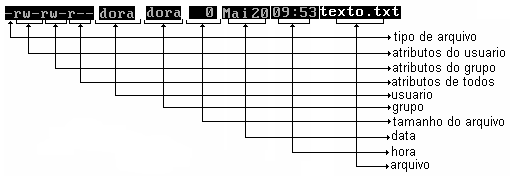 -rw-rw-r-- dora dora 0 Mai20 09:53 texto.txt
tipo de arquivo
atributos do usuario
atributos do grupo
atributos de todos
usuario
grupo
tamanho do arquivo
data
hora
arquivo